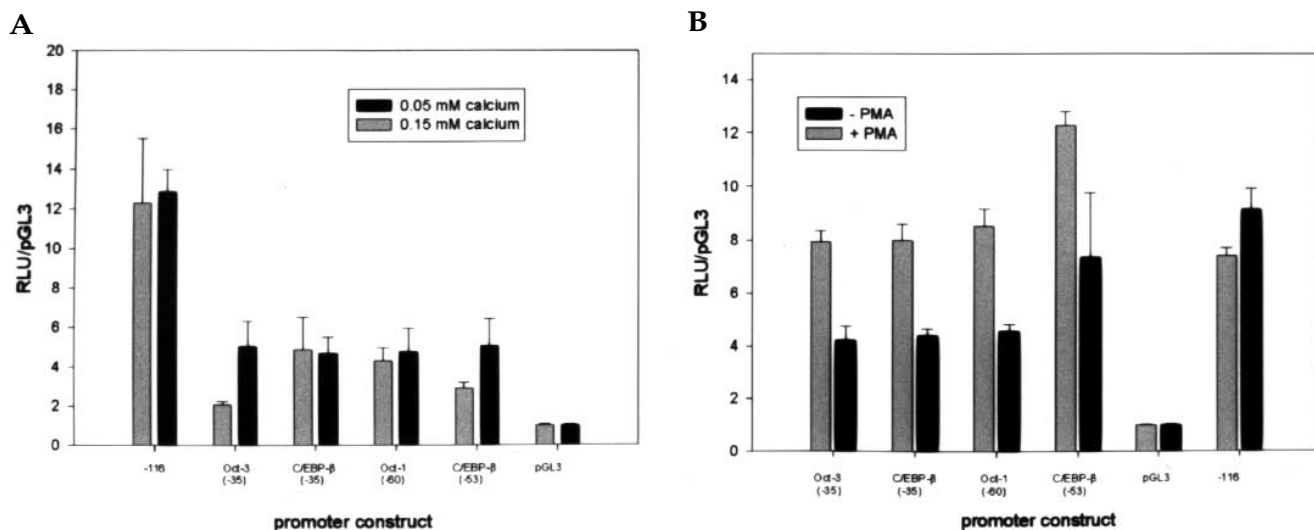 A
20
18
16
14
12
10
8
6
4
2
0
RLU/pGL3
0.05 mM calcium
0.15 mM calcium
-116
Oct-3
(-35)
C/EBP-β
(-35)
Oct-1
(-60)
C/EBP-β
(-53)
pGL3
promoter construct
B
14
12
10
8
6
4
2
0
RLU/pGL3
- PMA
+ PMA
Oct-3
(-35)
C/EBP-β
(-35)
Oct-1
(-60)
C/EBP-β
(-53)
pGL3
-116
promoter construct